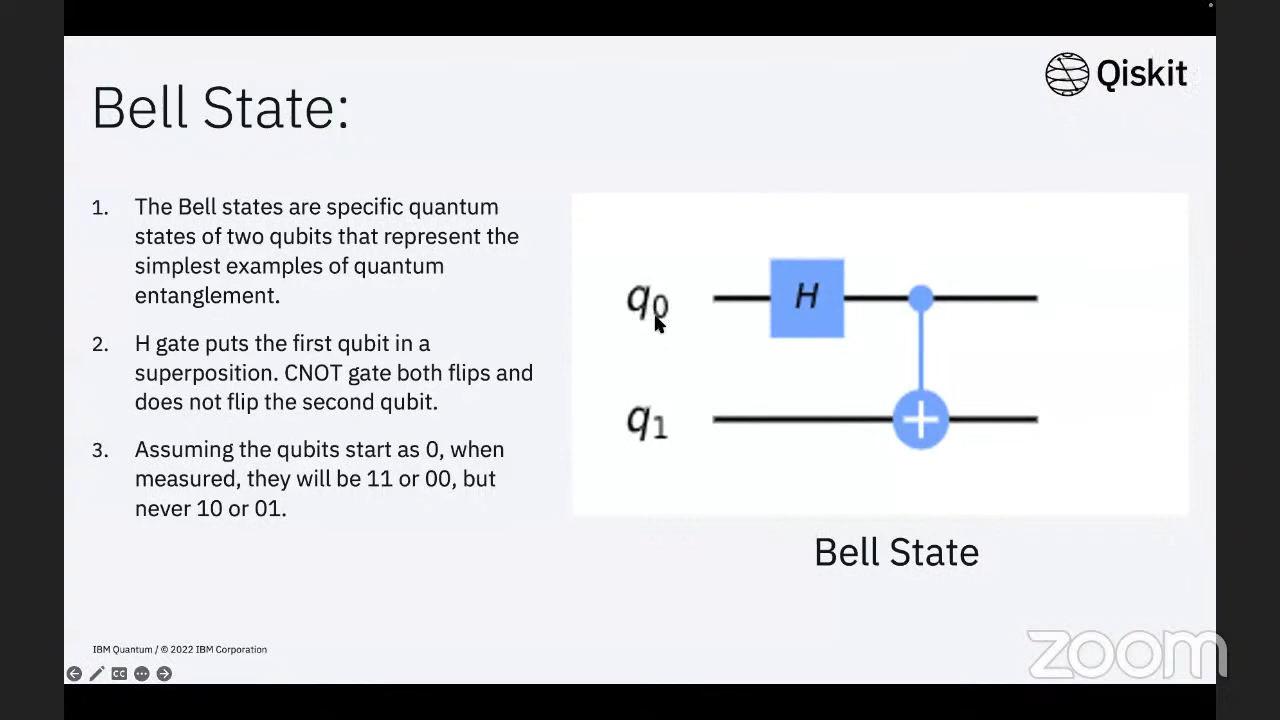 Qiskit
Bell State:
1. The Bell states are specific quantum
states of two qubits that represent the
simplest examples of quantum
entanglement.
2. H gate puts the first qubit in a
superposition. CNOT gate both flips and
does not flip the second qubit.
3. Assuming the qubits start as 0, when
measured, they will be 11 or 00, but
never 10 or 01.
q0
H
q1
Bell State
IBM Quantum / © 2022 IBM Corporation
CC
zoom